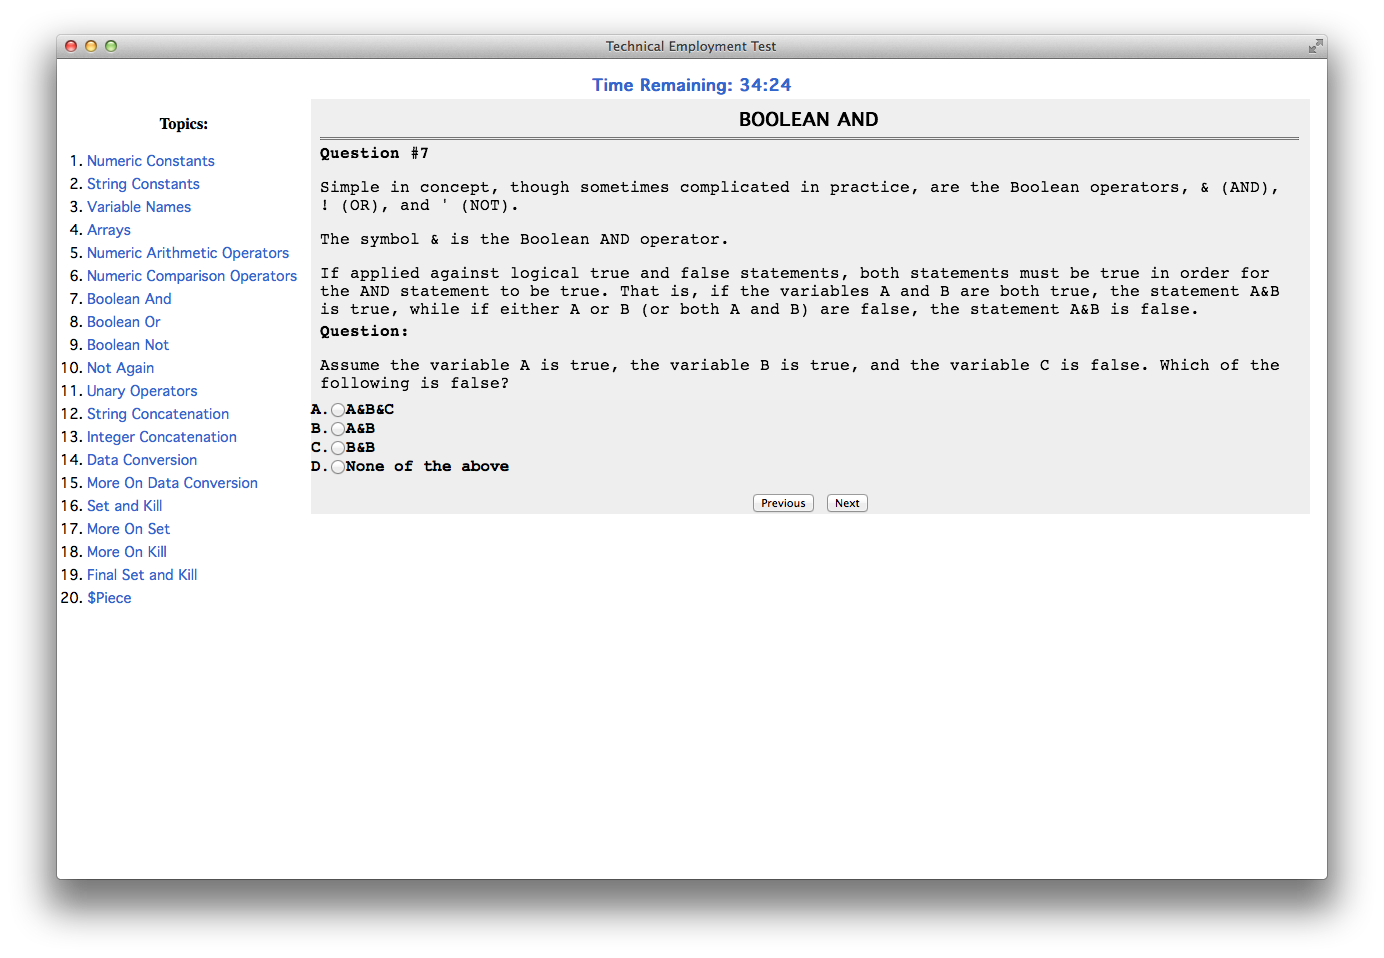 Technical Employment Test
Time Remaining: 34:24
Topics:
1. Numeric Constants
2. String Constants
3. Variable Names
4. Arrays
5. Numeric Arithmetic Operators
6. Numeric Comparison Operators
7. Boolean And
8. Boolean Or
9. Boolean Not
10. Not Again
11. Unary Operators
12. String Concatenation
13. Integer Concatenation
14. Data Conversion
15. More On Data Conversion
16. Set and Kill
17. More On Set
18. More On Kill
19. Final Set and Kill
20. $Piece
BOOLEAN AND
Question #7
Simple in concept, though sometimes complicated in practice, are the Boolean operators, & (AND),
! (OR), and ' (NOT).
The symbol & is the Boolean AND operator.
If applied against logical true and false statements, both statements must be true in order for
the AND statement to be true. That is, if the variables A and B are both true, the statement A&B
is true, while if either A or B (or both A and B) are false, the statement A&B is false.
Question:
Assume the variable A is true, the variable B is true, and the variable C is false. Which of the
following is false?
A. A&B&C
B. A&B
C. B&B
D. None of the above
Previous Next